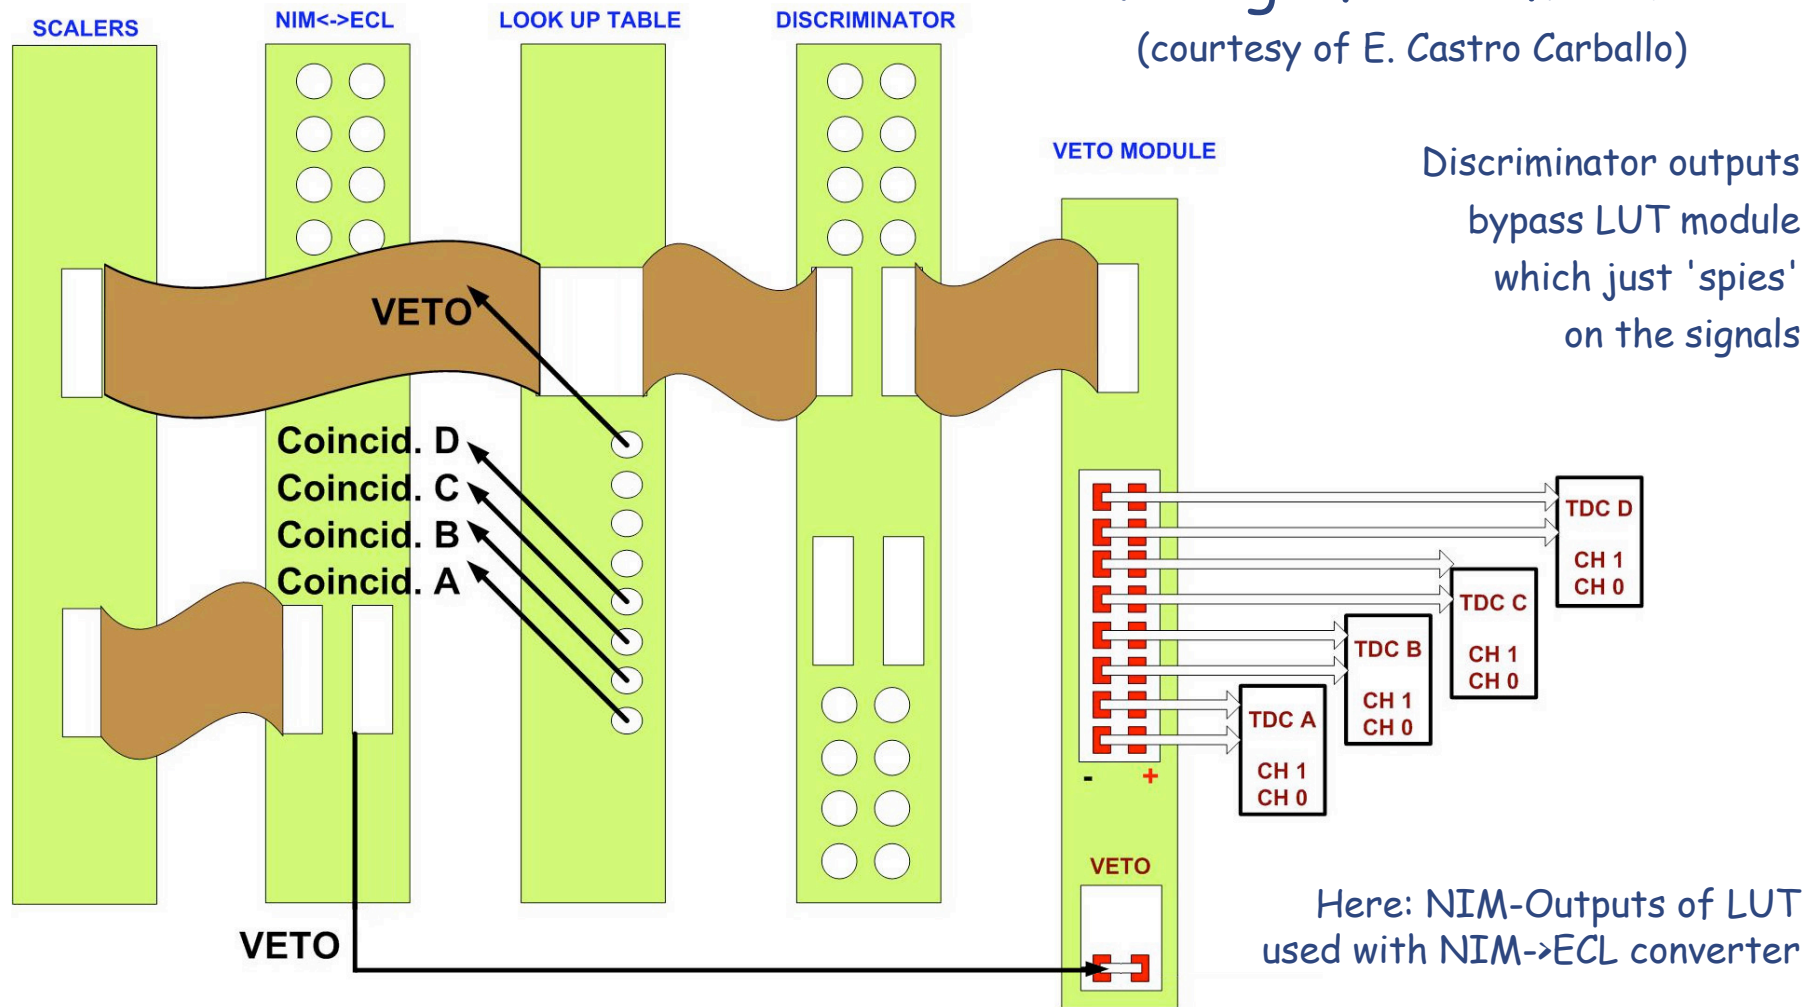 (courtesy of E. Castro Carballo)
SCALERS
NIM<->ECL
LOOK UP TABLE
DISCRIMINATOR
VETO MODULE
Discriminator outputs
bypass LUT module
which just 'spies'
on the signals
VETO
Coincid. D
Coincid. C
Coincid. B
Coincid. A
TDC D
CH 1
CH 0
TDC C
CH 1
CH 0
TDC B
CH 1
CH 0
TDC A
CH 1
CH 0
- +
VETO
VETO
Here: NIM-Outputs of LUT
used with NIM->ECL converter